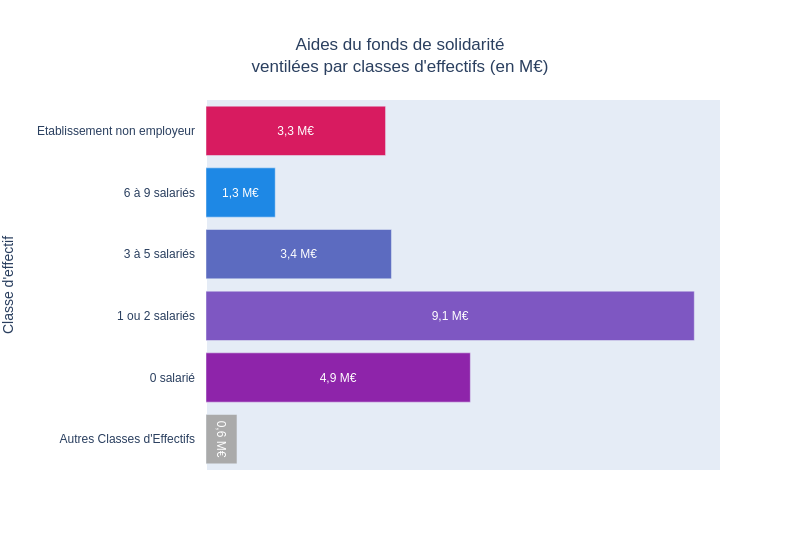 Aides du fonds de solidarité
ventilées par classes d'effectifs (en M€)
Classe d'effectif
Etablissement non employeur
3,3 M€
6 à 9 salariés
1,3 M€
3 à 5 salariés
3,4 M€
1 ou 2 salariés
9,1 M€
0 salarié
4,9 M€
Autres Classes d'Effectifs
0,6 M€